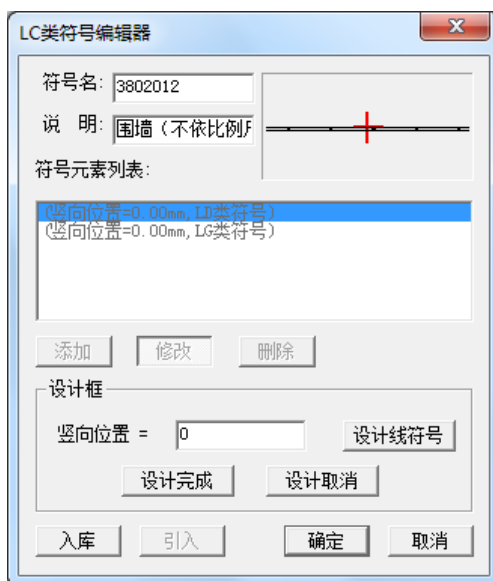 LC类符号编辑器
符号名: 3802012
说 明: 围墙（不依比例
符号元素列表:
(竖向位置=0.00mm,LD类符号)
(竖向位置=0.00mm,LG类符号)
添加 修改 删除
设计框
竖向位置 = 0 设计线符号
设计完成 设计取消
入库 引入 确定 取消